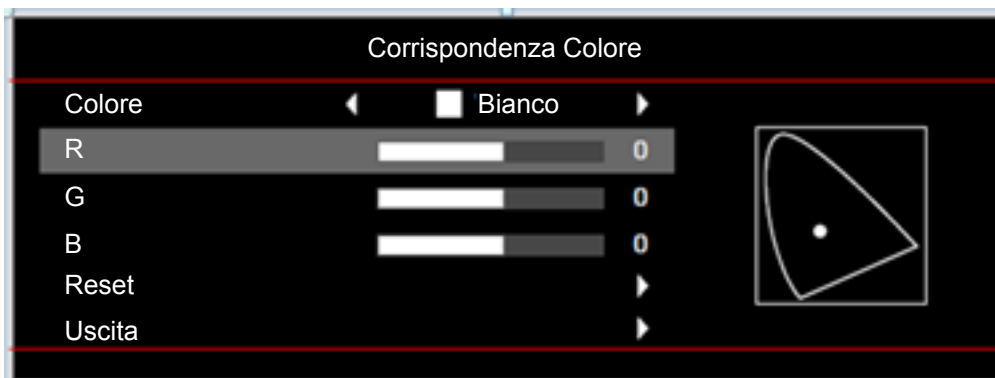 Corrispondenza Colore
Colore Bianco
R 0
G 0
B 0
Reset
Uscita